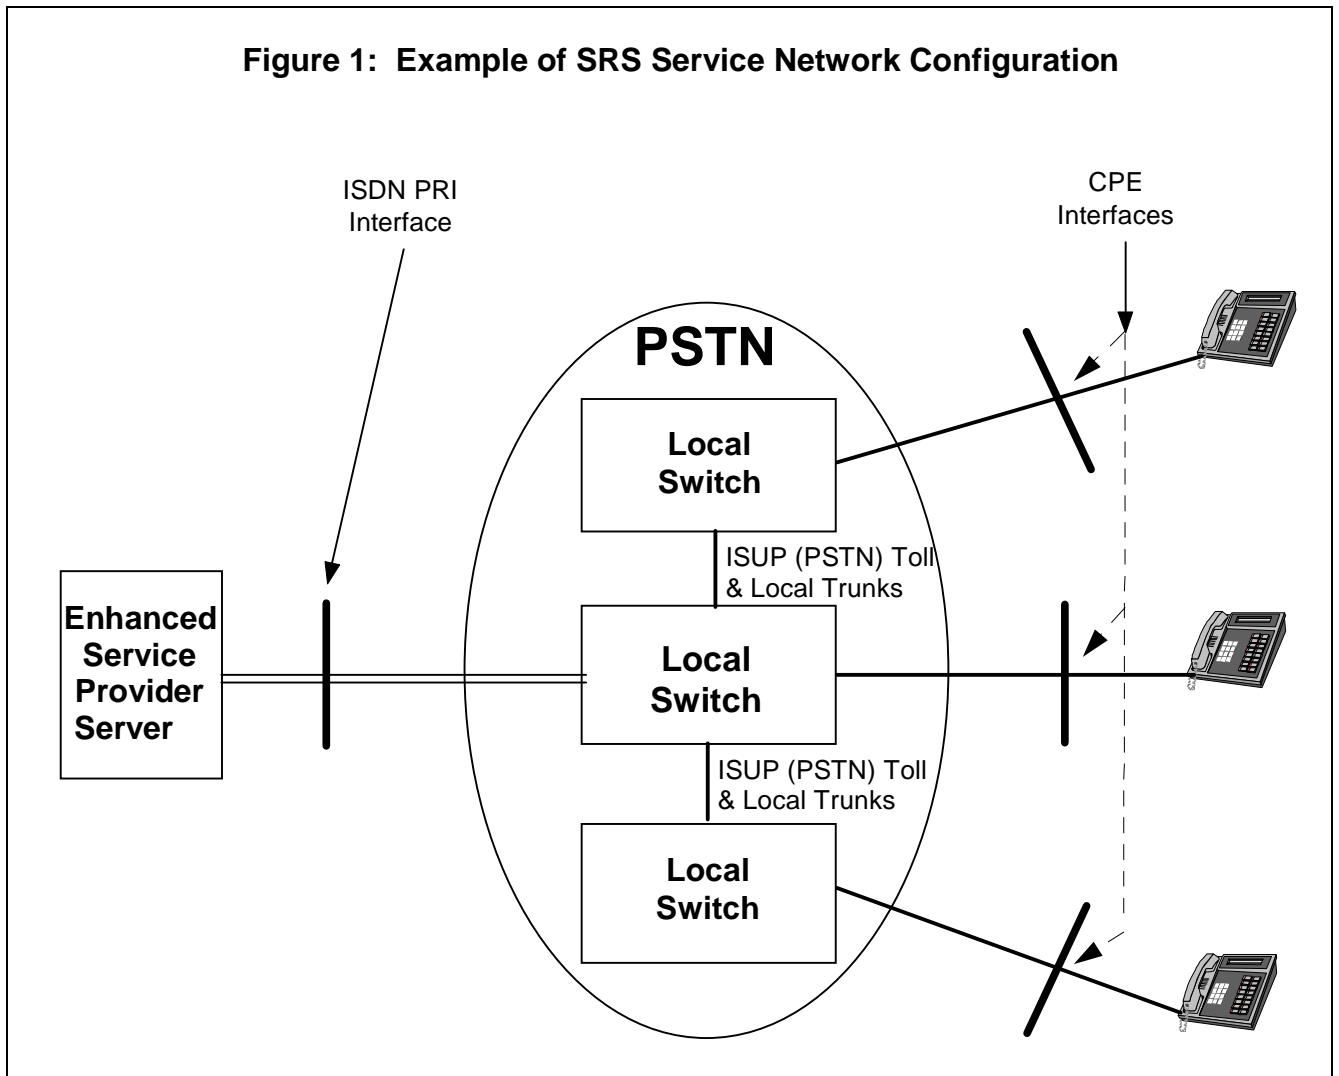 Figure 1: Example of SRS Service Network Configuration
ISDN PRI
Interface
CPE
Interfaces
PSTN
Local
Switch
ISUP (PSTN) Toll
& Local Trunks
Enhanced
Service
Provider
Server
Local
Switch
ISUP (PSTN) Toll
& Local Trunks
Local
Switch